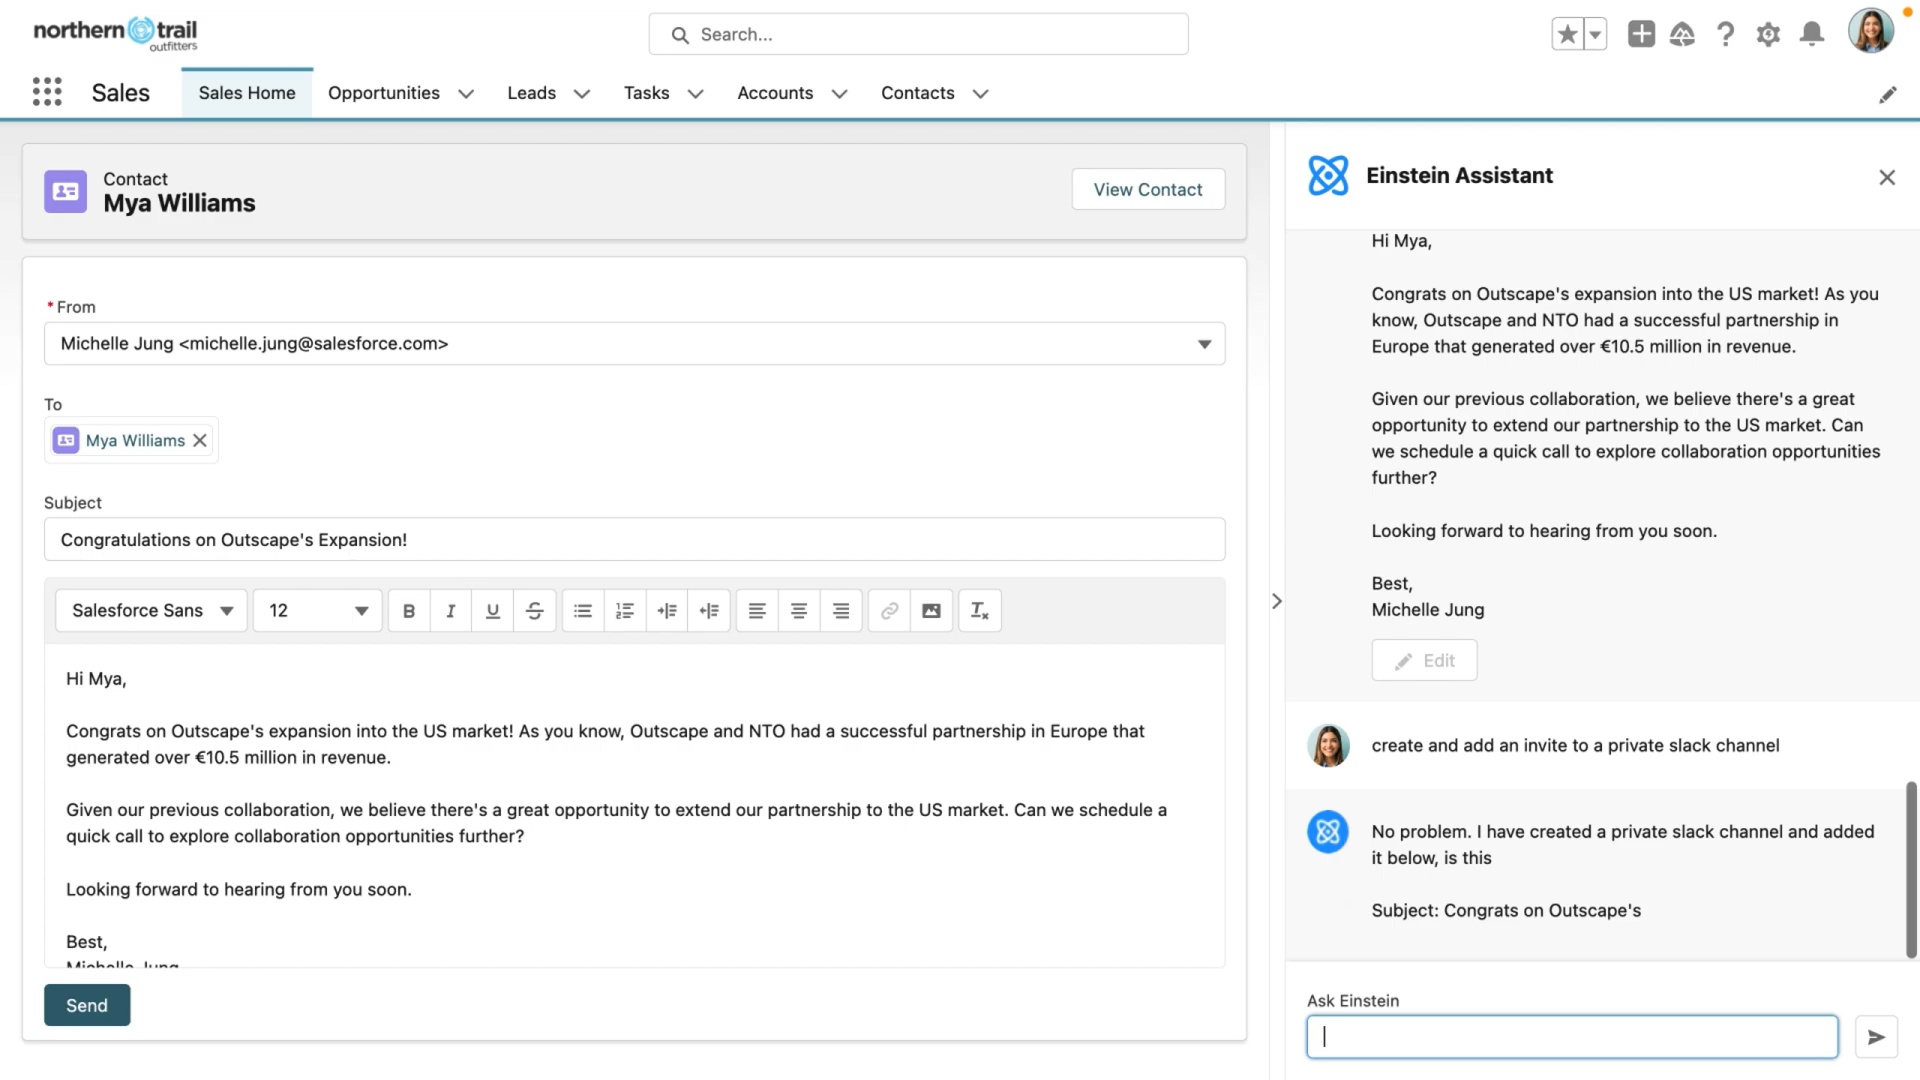 northern trail
outfitters
Search...
Sales
Sales Home
Opportunities
Leads
Tasks
Accounts
Contacts
Contact
Mya Williams
View Contact
* From
Michelle Jung <michelle.jung@salesforce.com>
To
Mya Williams
Subject
Congratulations on Outscape's Expansion!
Salesforce Sans
12
B
I
U
S
Hi Mya,
Congrats on Outscape's expansion into the US market! As you know, Outscape and NTO had a successful partnership in Europe that
generated over €10.5 million in revenue.
Given our previous collaboration, we believe there's a great opportunity to extend our partnership to the US market. Can we schedule a
quick call to explore collaboration opportunities further?
Looking forward to hearing from you soon.
Best,
Michelle Jung
Send
Einstein Assistant
Hi Mya,
Congrats on Outscape's expansion into the US market! As you
know, Outscape and NTO had a successful partnership in
Europe that generated over €10.5 million in revenue.
Given our previous collaboration, we believe there's a great
opportunity to extend our partnership to the US market. Can
we schedule a quick call to explore collaboration opportunities
further?
Looking forward to hearing from you soon.
Best,
Michelle Jung
Edit
create and add an invite to a private slack channel
No problem. I have created a private slack channel and added
it below, is this
Subject: Congrats on Outscape's
Ask Einstein